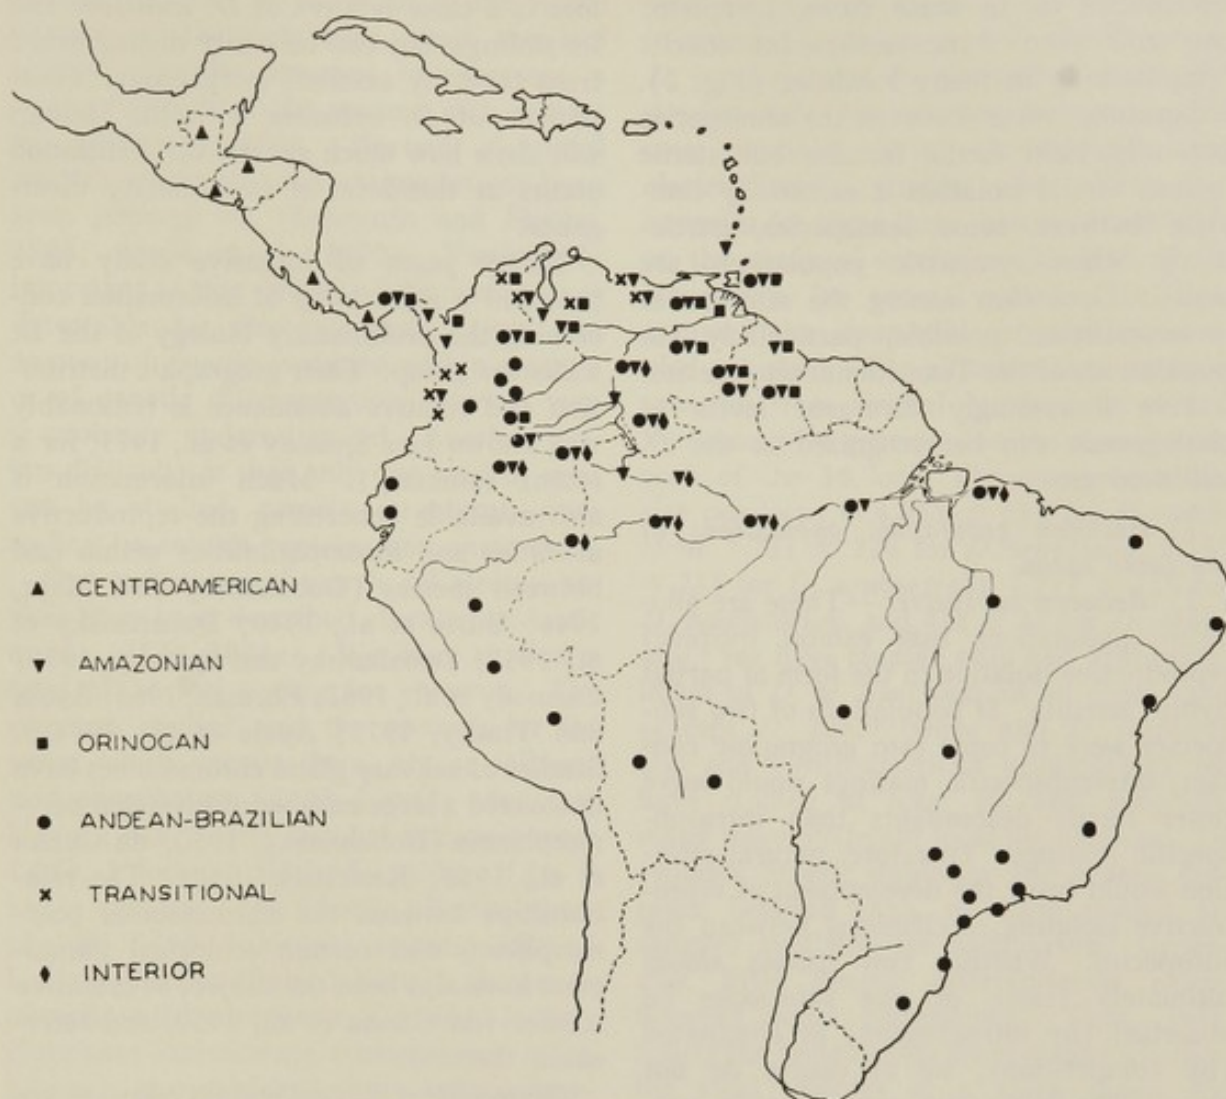 CENTROAMERICAN
AMAZONIAN
ORINOCAN
ANDEAN-BRAZILIAN
TRANSITIONAL
INTERIOR